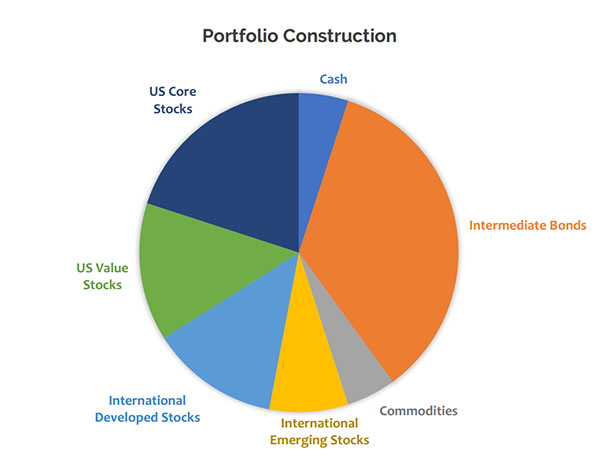 Portfolio Construction
Cash
US Core
Stocks
Intermediate Bonds
US Value
Stocks
International
Developed Stocks
Commodities
International
Emerging Stocks